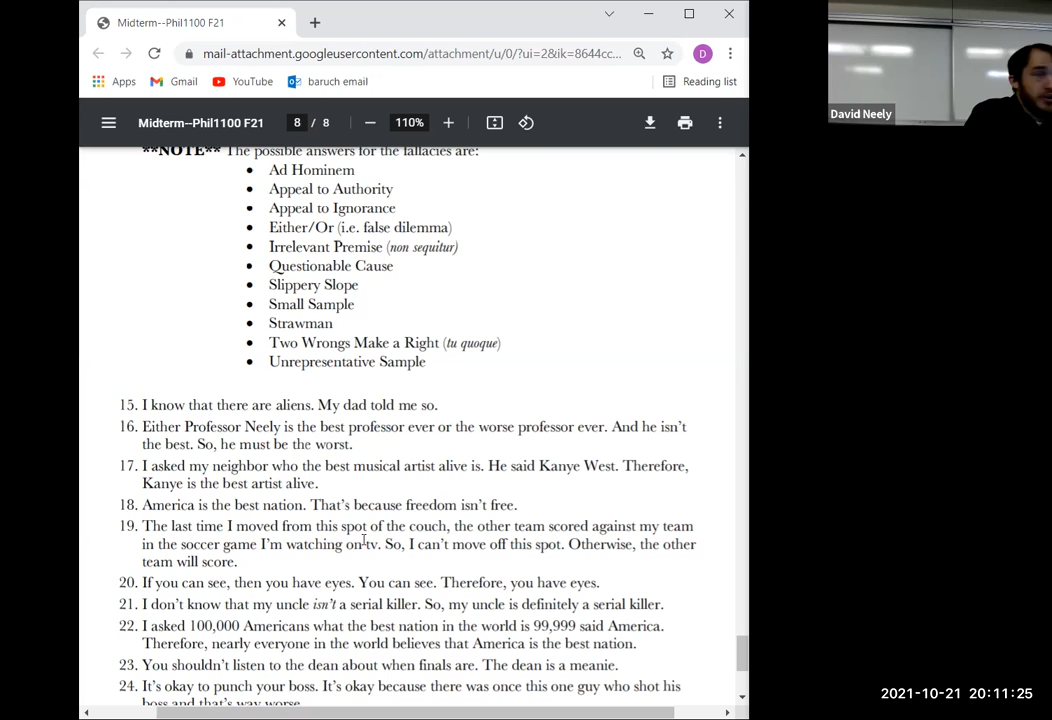 Midterm--Phil1100 F21
mail-attachment.googleusercontent.com/attachment/u/0/?ui=2&ik=8644cc...
D
Apps
Gmail
YouTube
baruch email
Reading list
Midterm--Phil1100 F21
8 / 8
110%
David Neely
**NOTE** The possible answers for the fallacies are:
• Ad Hominem
• Appeal to Authority
• Appeal to Ignorance
• Either/Or (i.e. false dilemma)
• Irrelevant Premise (non sequitur)
• Questionable Cause
• Slippery Slope
• Small Sample
• Strawman
• Two Wrongs Make a Right (tu quoque)
• Unrepresentative Sample
15. I know that there are aliens. My dad told me so.
16. Either Professor Neely is the best professor ever or the worse professor ever. And he isn't
the best. So, he must be the worst.
17. I asked my neighbor who the best musical artist alive is. He said Kanye West. Therefore,
Kanye is the best artist alive.
18. America is the best nation. That's because freedom isn't free.
19. The last time I moved from this spot of the couch, the other team scored against my team
in the soccer game I'm watching on tv. So, I can't move off this spot. Otherwise, the other
team will score.
20. If you can see, then you have eyes. You can see. Therefore, you have eyes.
21. I don't know that my uncle isn't a serial killer. So, my uncle is definitely a serial killer.
22. I asked 100,000 Americans what the best nation in the world is 99,999 said America.
Therefore, nearly everyone in the world believes that America is the best nation.
23. You shouldn't listen to the dean about when finals are. The dean is a meanie.
24. It's okay to punch your boss. It's okay because there was once this one guy who shot his
boss and that's way worse.
2021-10-21 20:11:25